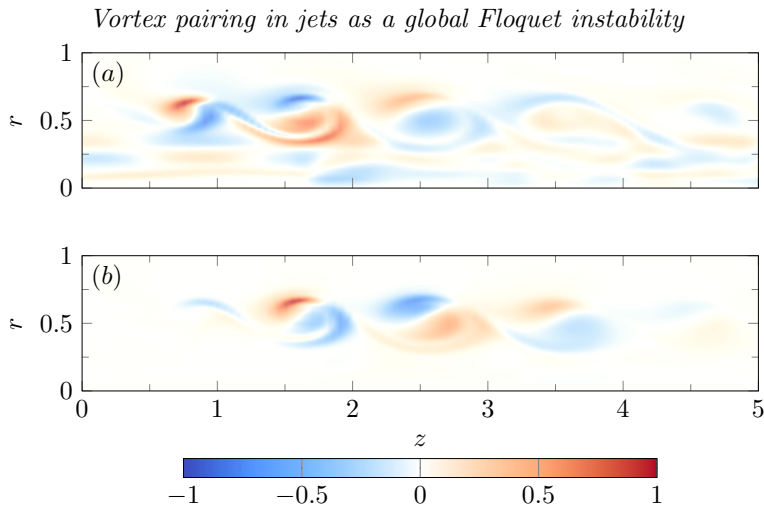 Vortex pairing in jets as a global Floquet instability
1
(a)
r
0.5
0
1
(b)
r
0.5
0
0 1 2 3 4 5
z
−1 −0.5 0 0.5 1